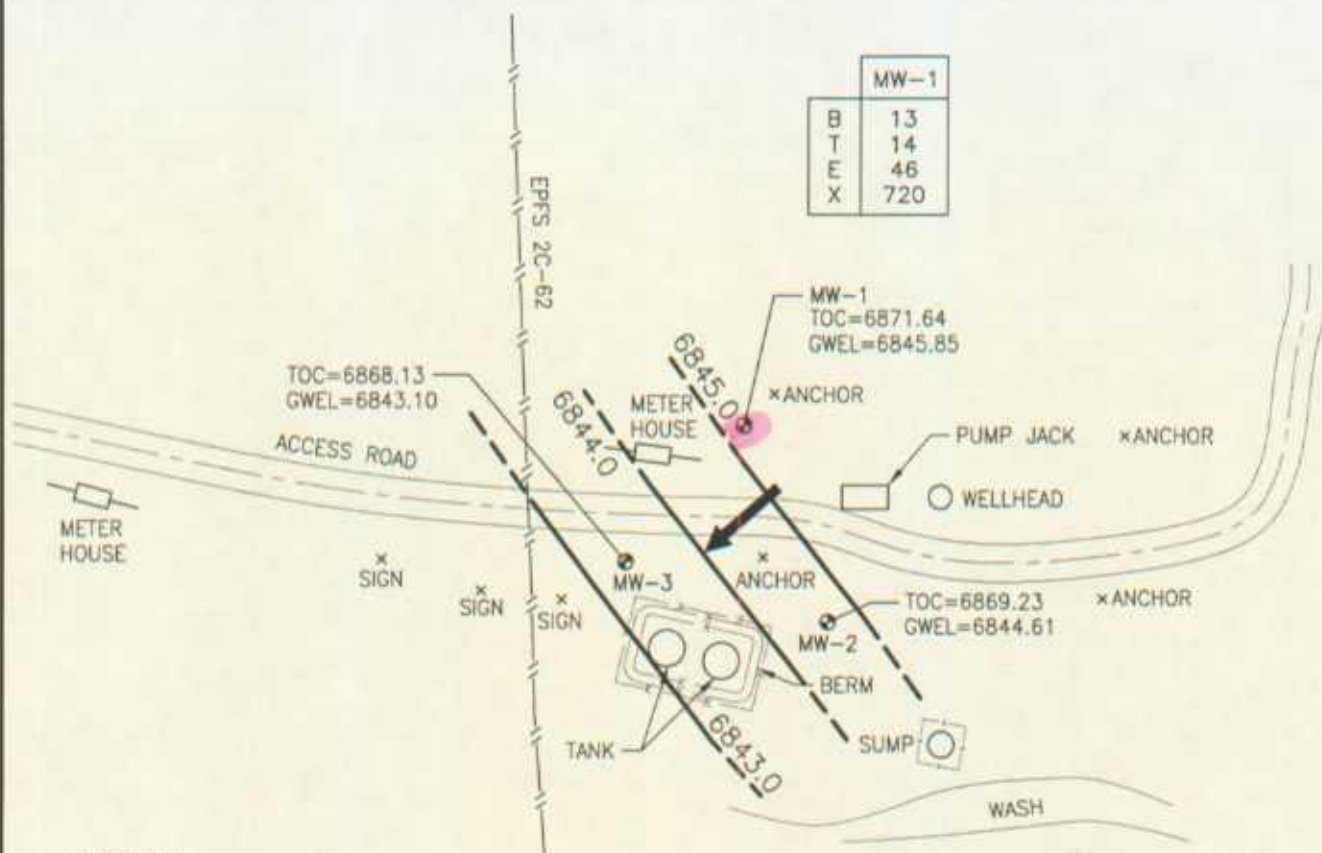 MW-1
B 13
T 14
E 46
X 720
EPFS 2C-62
MW-1
TOC=6871.64
GWEL=6845.85
6845.0
×ANCHOR
TOC=6868.13
GWEL=6843.10
6844.0
METER
HOUSE
PUMP JACK
×ANCHOR
ACCESS ROAD
WELLHEAD
METER
HOUSE
SIGN
SIGN
SIGN
MW-3
ANCHOR
TOC=6869.23
GWEL=6844.61
×ANCHOR
MW-2
BERM
TANK
6843.0
SUMP
WASH